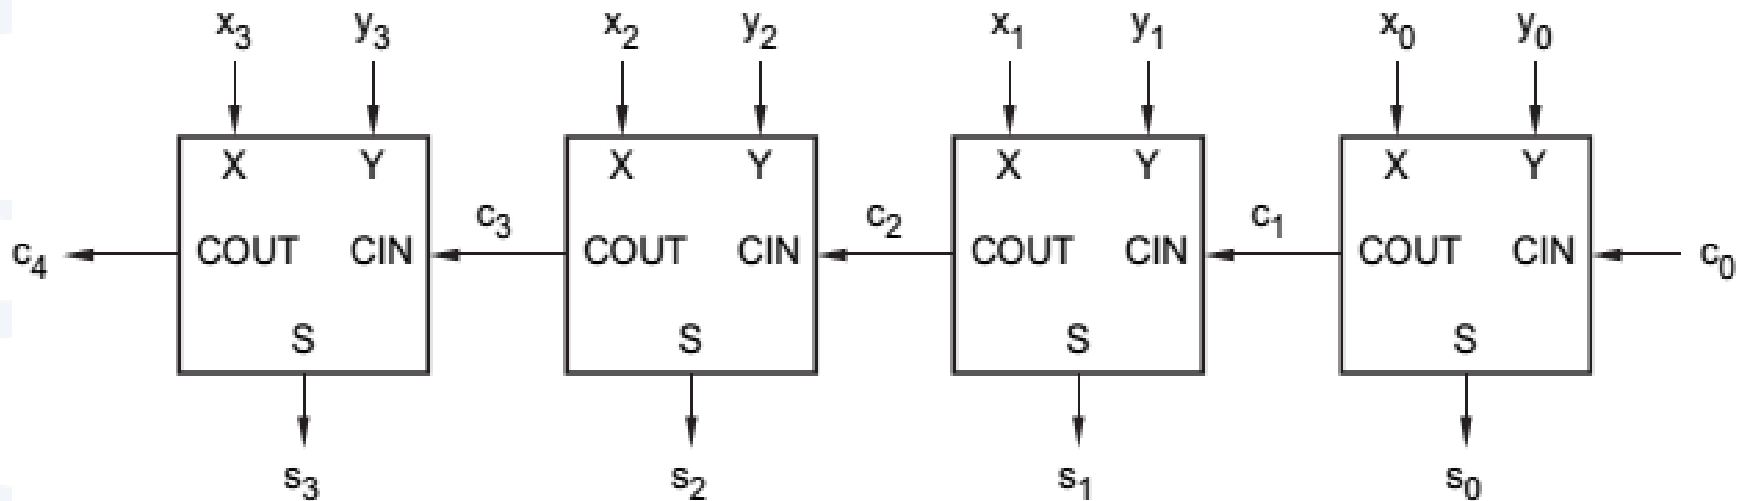 x₃ y₃ x₂ y₂ x₁ y₁ x₀ y₀
X Y X Y X Y X Y
c₄ COUT CIN c₃ COUT CIN c₂ COUT CIN c₁ COUT CIN c₀
S S S S
s₃ s₂ s₁ s₀